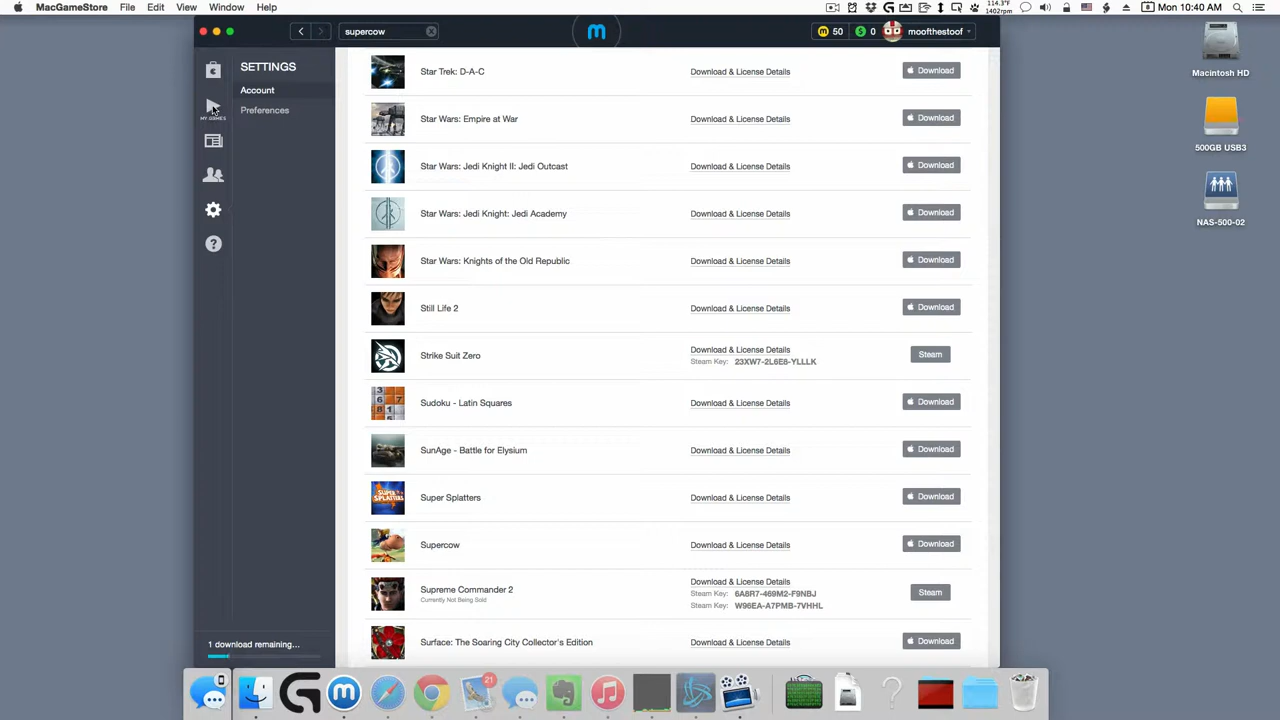 MacGameStore File Edit View Window Help
114.3°F
1402rpm
Mon 10:40 AM
supercow
m
50
$ 0
moofthestoof
SETTINGS
Account
MY GAMES
Preferences
Star Trek: D-A-C Download & License Details Download
Star Wars: Empire at War Download & License Details Download
Star Wars: Jedi Knight II: Jedi Outcast Download & License Details Download
Star Wars: Jedi Knight: Jedi Academy Download & License Details Download
Star Wars: Knights of the Old Republic Download & License Details Download
Still Life 2 Download & License Details Download
Strike Suit Zero Download & License Details Steam
Steam Key: 23XW7-2L6E8-YLLLK
Sudoku - Latin Squares Download & License Details Download
SunAge - Battle for Elysium Download & License Details Download
Super Splatters Download & License Details Download
Supercow Download & License Details Download
Supreme Commander 2 Download & License Details Steam
Currently Not Being Sold
Steam Key: 6A8R7-469M2-F9NBJ
Steam Key: W96EA-A7PMB-7VHHL
Surface: The Soaring City Collector's Edition Download & License Details Download
1 download remaining...
Macintosh HD
500GB USB3
NAS-500-02
21